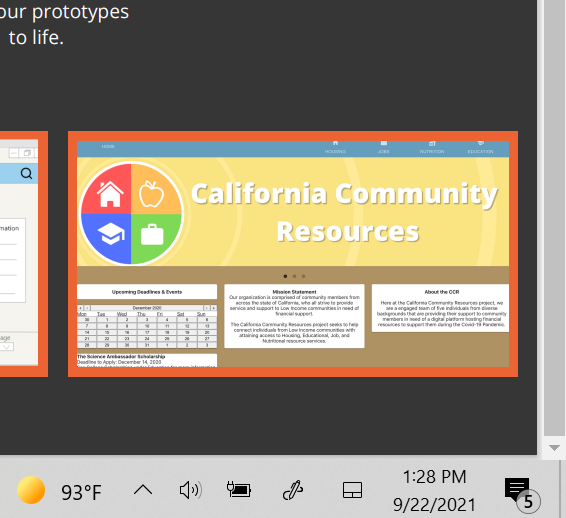 our prototypes
to life.
mation
age
HOME
HOUSING
JOBS
NUTRITION
EDUCATION
California Community
Resources
Upcoming Deadlines & Events
December 2020
Mon Tue Wed Thu Fri Sat Sun
30 1 2 3 4 5 6
7 8 9 10 11 12 13
14 15 16 17 18 19 20
21 22 23 24 25 26 27
28 29 30 31 1 2 3
The Science Ambassador Scholarship
Deadline to Apply: December 14, 2020
Mission Statement
Our organization is comprised of community members from
across the state of California, who all strive to provide
service and support to Low Income communities in need of
financial support.
The California Community Resources project seeks to help
connect individuals from Low Income communities with
attaining access to Housing, Educational, Job, and
Nutritional resource services.
About the CCR
Here at the California Community Resources project, we
are a engaged team of five individuals from diverse
backgrounds that are providing their support to community
members in need of a digital platform hosting financial
resources to support them during the Covid-19 Pandemic.
93°F
1:28 PM
9/22/2021
5